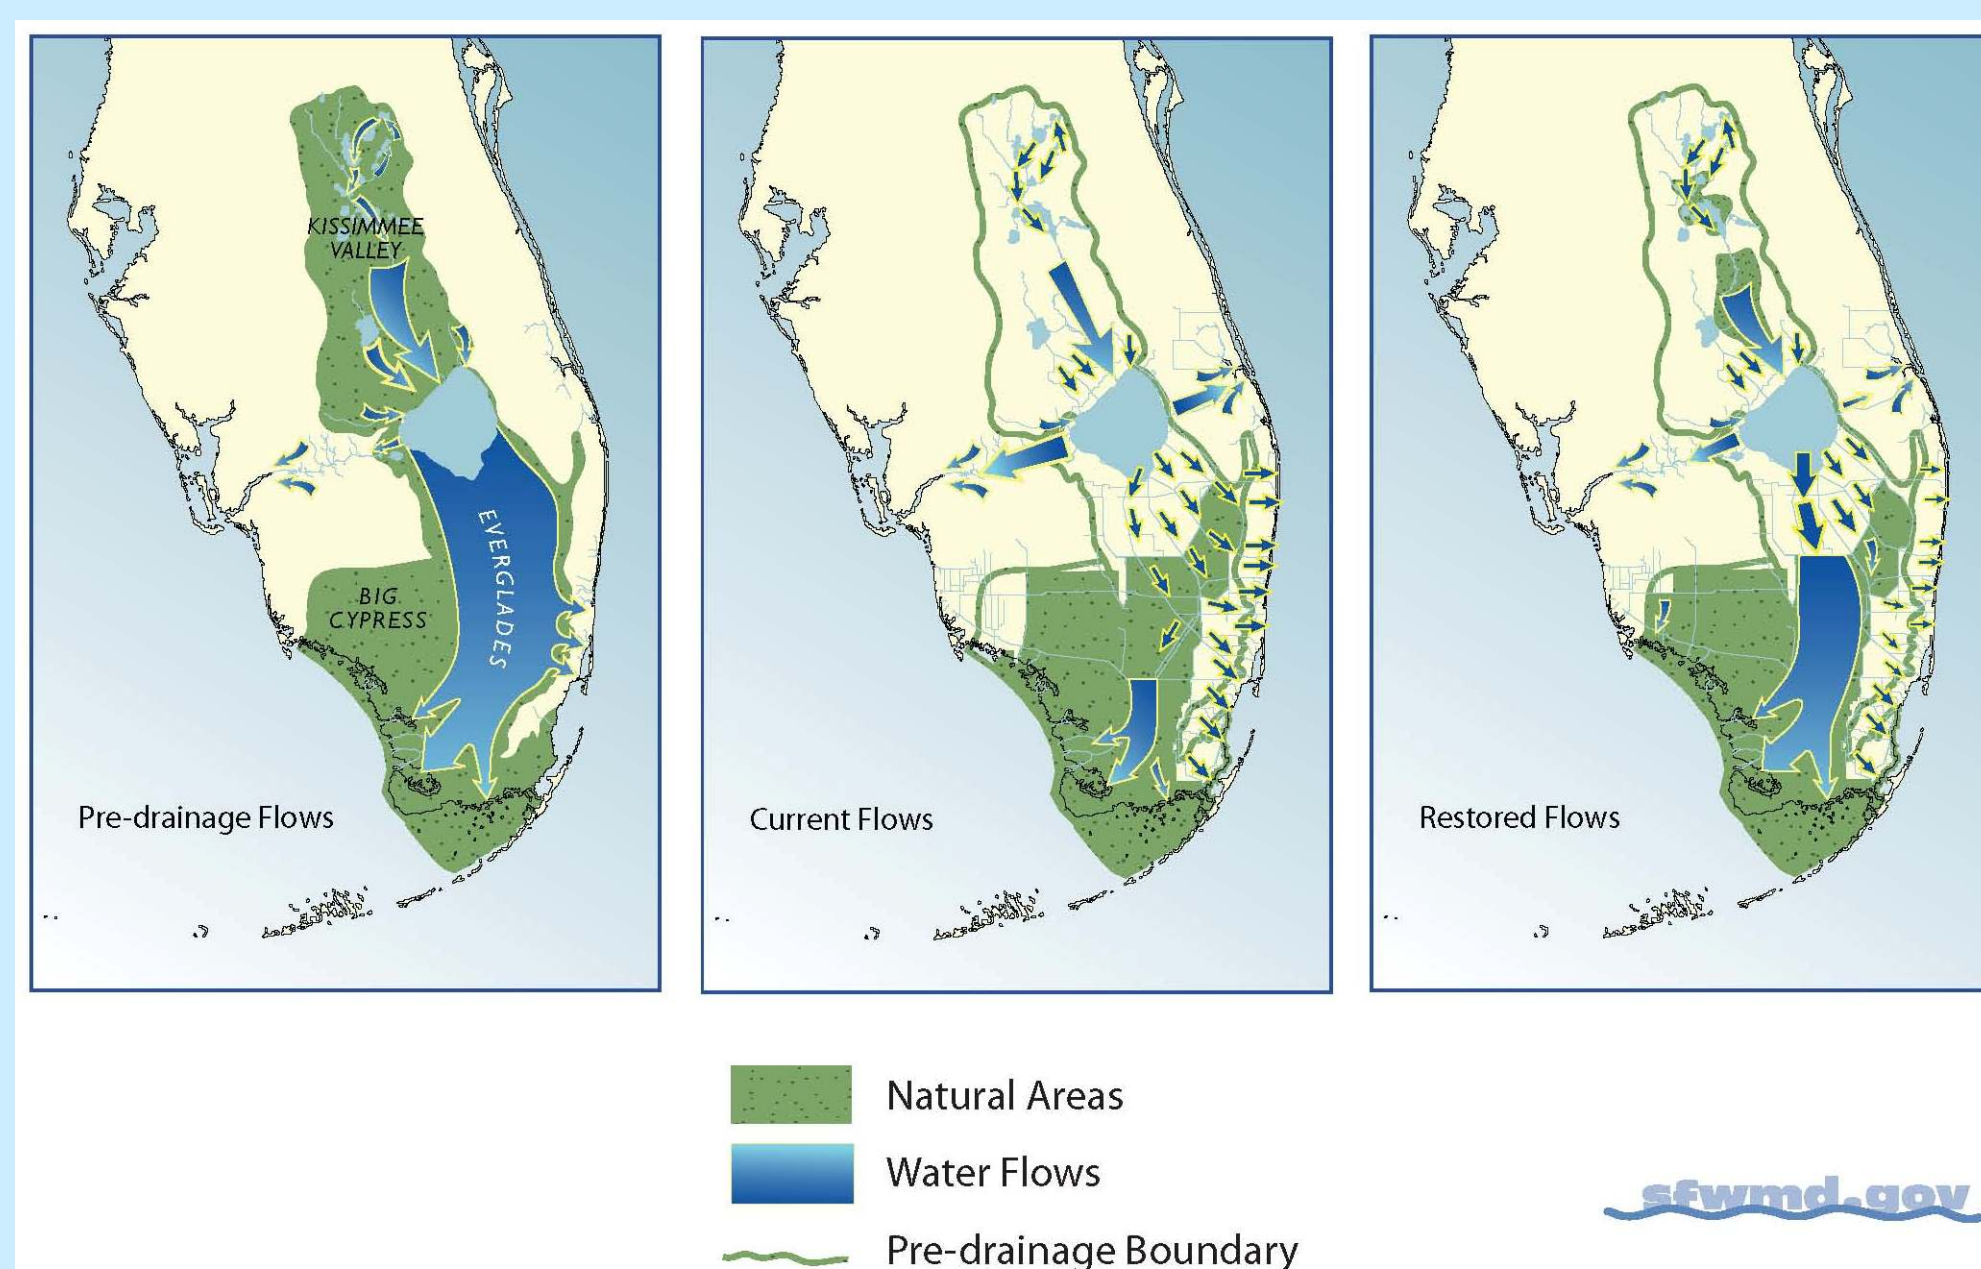 KISSIMMEE
VALLEY
EVERGLADES
BIG
CYPRESS
Pre-drainage Flows
Current Flows
Restored Flows
Natural Areas
Water Flows
Pre-drainage Boundary
sfwmd.gov